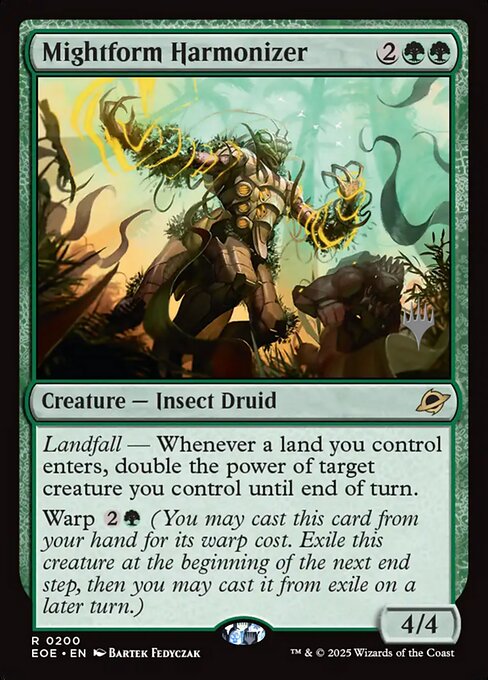 Mightform Harmonizer 2
Creature — Insect Druid
Landfall — Whenever a land you control
enters, double the power of target
creature you control until end of turn.
Warp 2 (You may cast this card from
your hand for its warp cost. Exile this
creature at the beginning of the next end
step, then you may cast it from exile on a
later turn.)
4/4
R 0200
EOE • EN Bartek Fedyczak
™ & © 2025 Wizards of the Coast